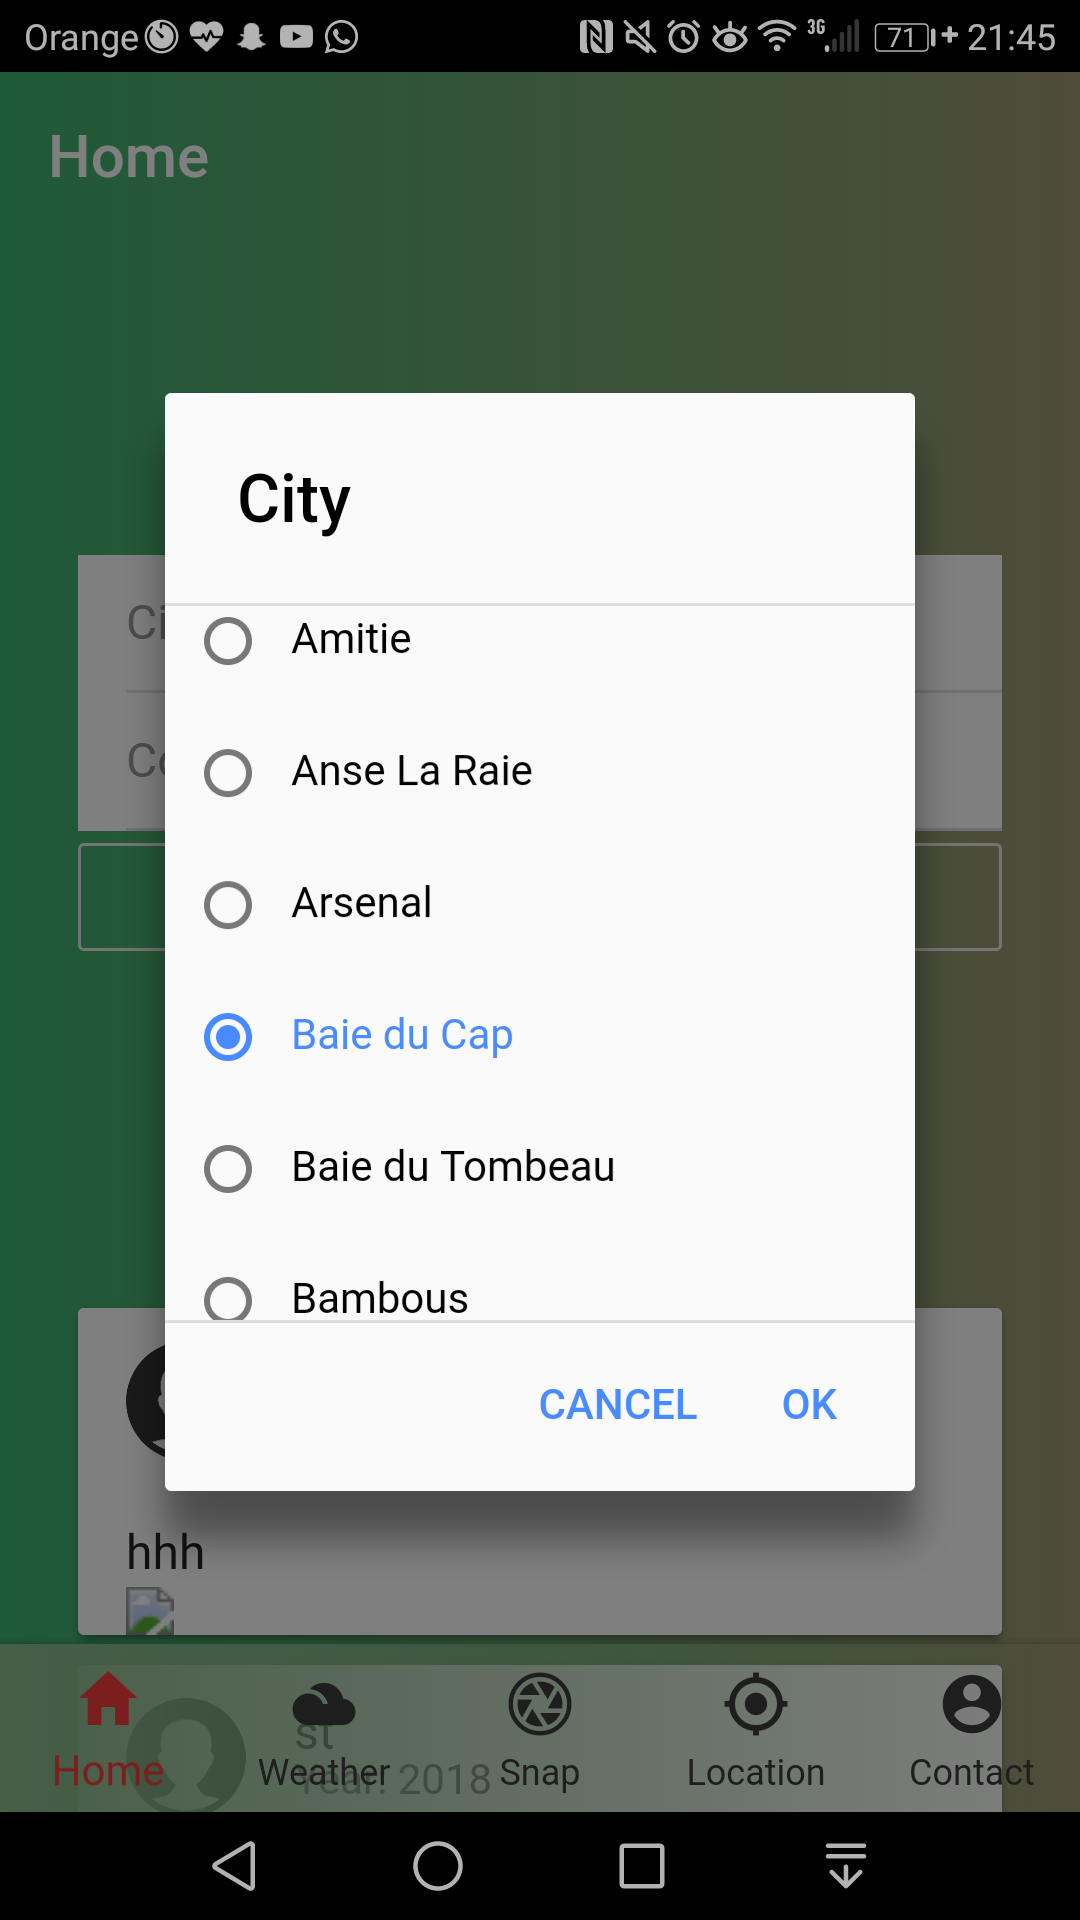 Orange 3G 71 21:45
Home
City
Ci
Amitie
Anse La Raie
Co
Arsenal
Baie du Cap
Baie du Tombeau
Bambous
CANCEL OK
hhh
st
Year: 2018
Home Weather Snap Location Contact